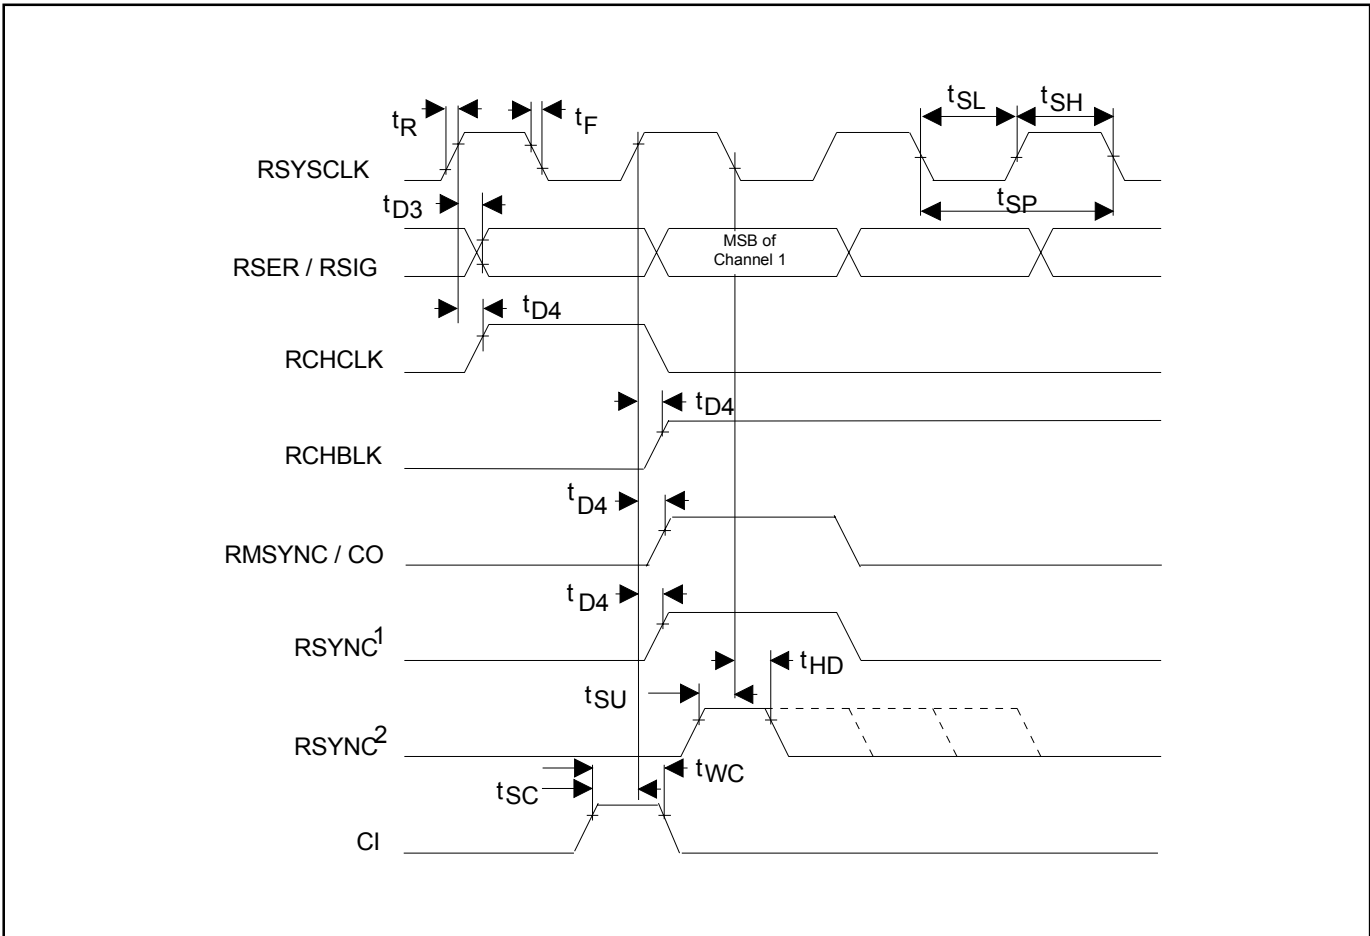 tSL tSH
tR tF
RSYSCLK
tSP
tD3
MSB of
Channel 1
RSER / RSIG
tD4
RCHCLK
tD4
RCHBLK
tD4
RMSYNC / CO
tD4
RSYNC1
tHD
tSU
RSYNC2
tWC
tSC
CI